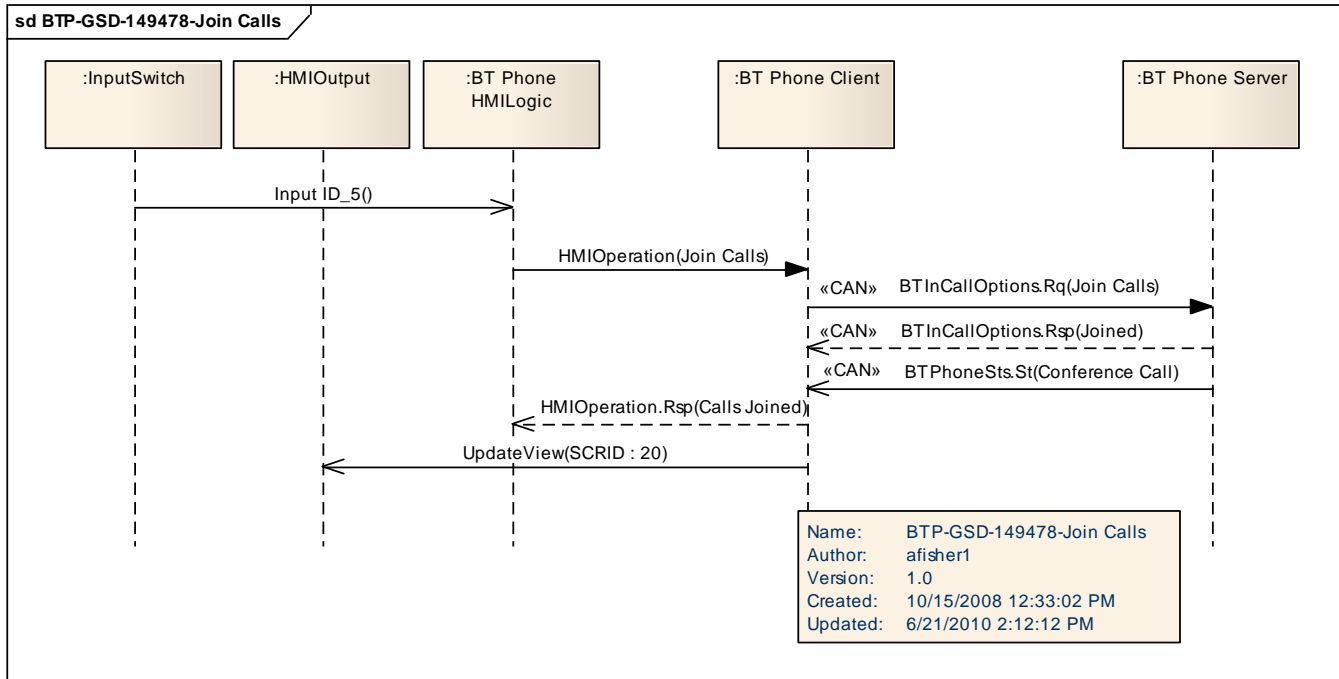 sd BTP-GSD-149478-Join Calls
:InputSwitch
:HMIOutput
:BT Phone
HMILogic
:BT Phone Client
:BT Phone Server
Input ID_5()
HMIOperation(Join Calls)
«CAN» BTInCallOptions.Rq(Join Calls)
«CAN» BTInCallOptions.Rsp(Joined)
«CAN» BTPhoneSts.St(Conference Call)
HMIOperation.Rsp(Calls Joined)
UpdateView(SCRID : 20)
Name: BTP-GSD-149478-Join Calls
Author: afisher1
Version: 1.0
Created: 10/15/2008 12:33:02 PM
Updated: 6/21/2010 2:12:12 PM